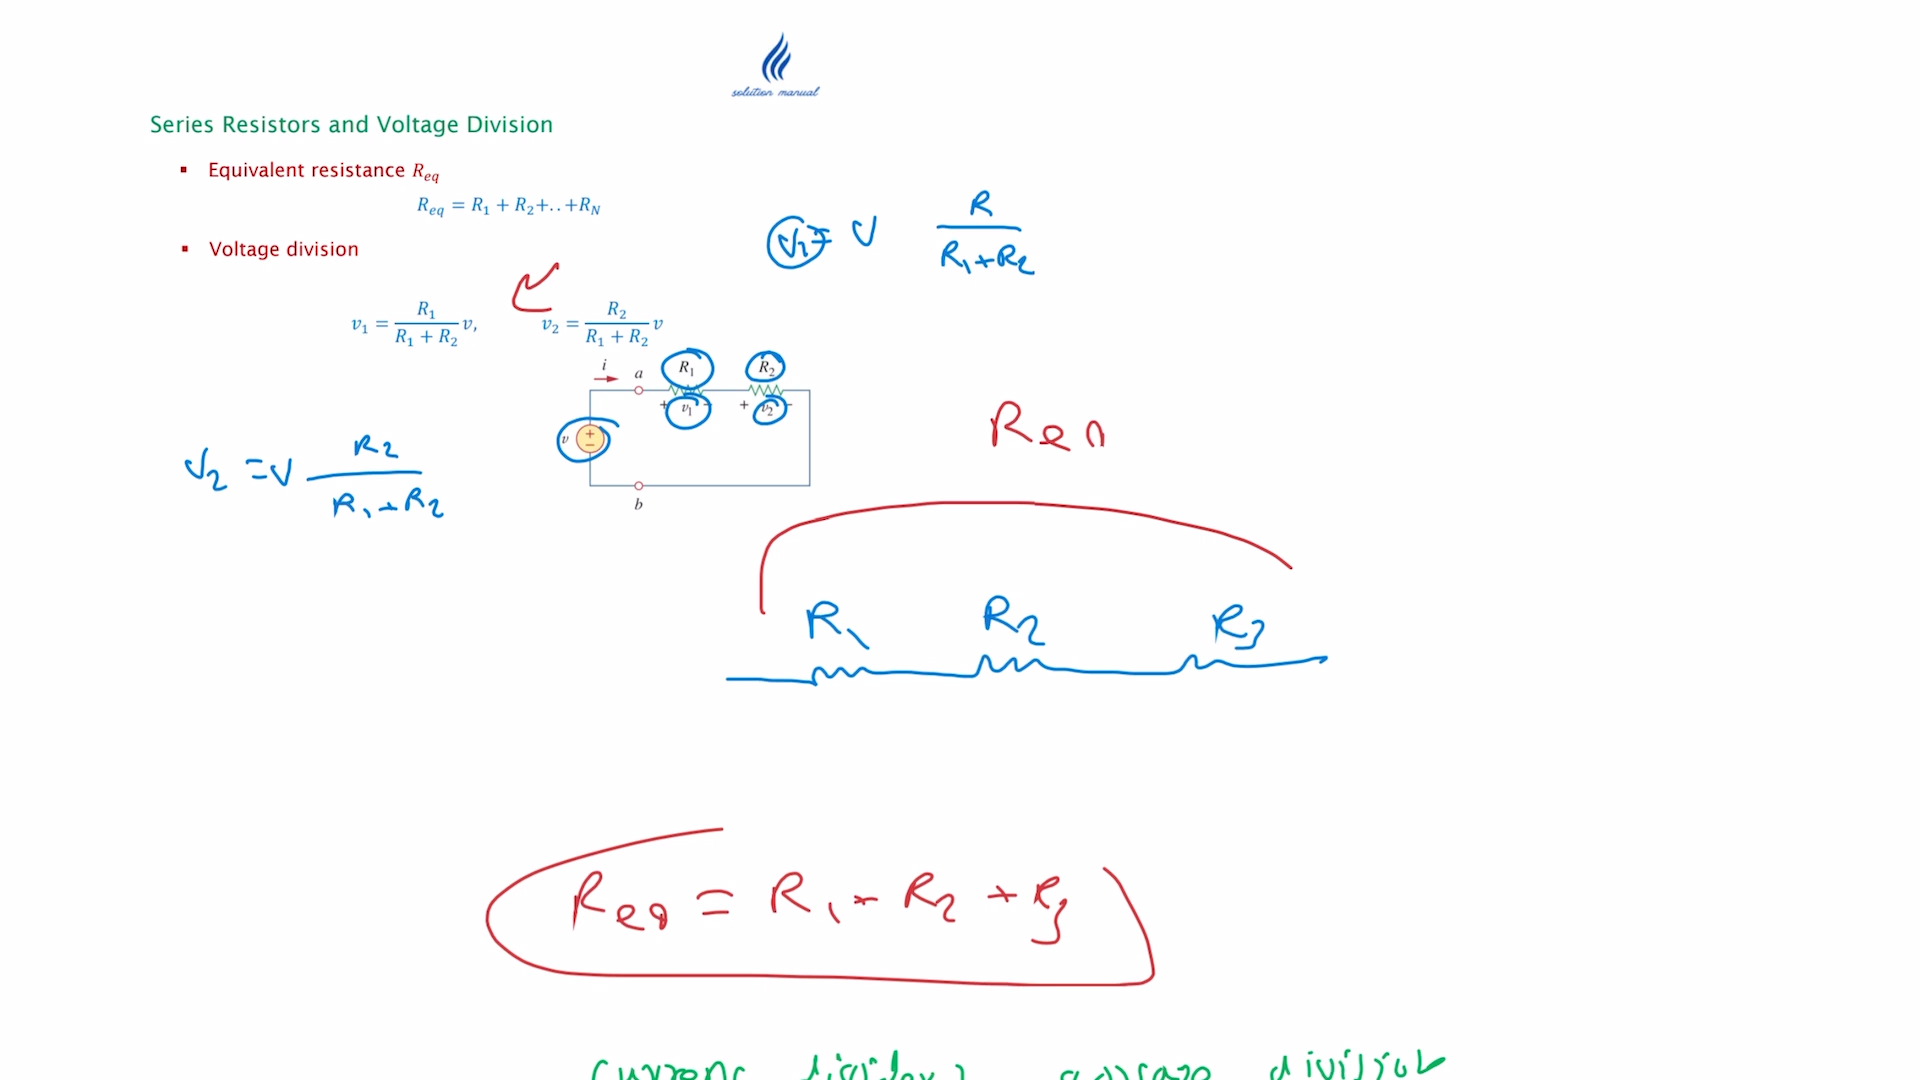 solution manual
Series Resistors and Voltage Division
▪ Equivalent resistance R_eq
R_eq = R_1 + R_2+..+R_N
▪ Voltage division
v_1 = R_1/(R_1 + R_2) v, v_2 = R_2/(R_1 + R_2) v
V_1 = V R/(R_1+R_2)
i a R_1 R_2
+ v_1 - + v_2 -
v + -
b
V_2 = V R_2/(R_1+R_2)
Req
R_1 R_2 R_3
Req = R_1 + R_2 + R_3
division